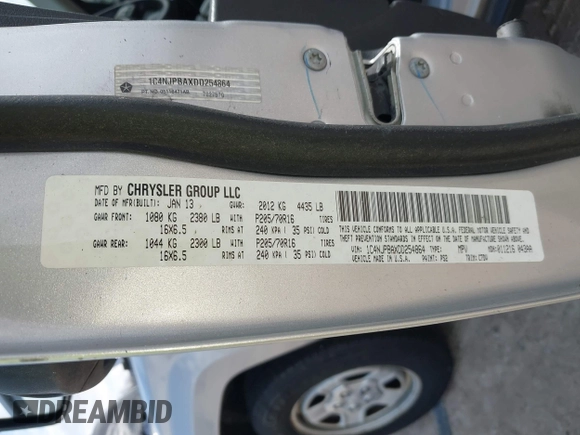 1C4NJPBAXDD254864
MFD BY CHRYSLER GROUP LLC
DATE OF MFR(BUILT): JAN 13 GVWR: 2012 KG 4435 LB
GAWR FRONT: 1080 KG 2380 LB WITH P205/70R16 TIRES
16X6.5 RIMS AT 240 KPA ( 35 PSI) COLD
GAWR REAR: 1044 KG 2300 LB WITH P205/70R16 TIRES
16X6.5 RIMS AT 240 KPA ( 35 PSI) COLD
THIS VEHICLE CONFORMS TO ALL APPLICABLE U.S.A. FEDERAL MOTOR VEHICLE
SAFETY, BUMPER, AND THEFT PREVENTION STANDARDS IN EFFECT ON THE DATE
OF MANUFACTURE SHOWN ABOVE.
VIN: 1C4NJPBAXDD254864 TYPE: MPV MDH: 011216
VEHICLE MADE IN U.S.A. PAINT: PS2 TRIM:
DREAMBID